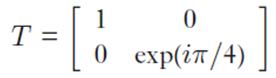 T = [ 1 0
0 exp(iπ/4) ]